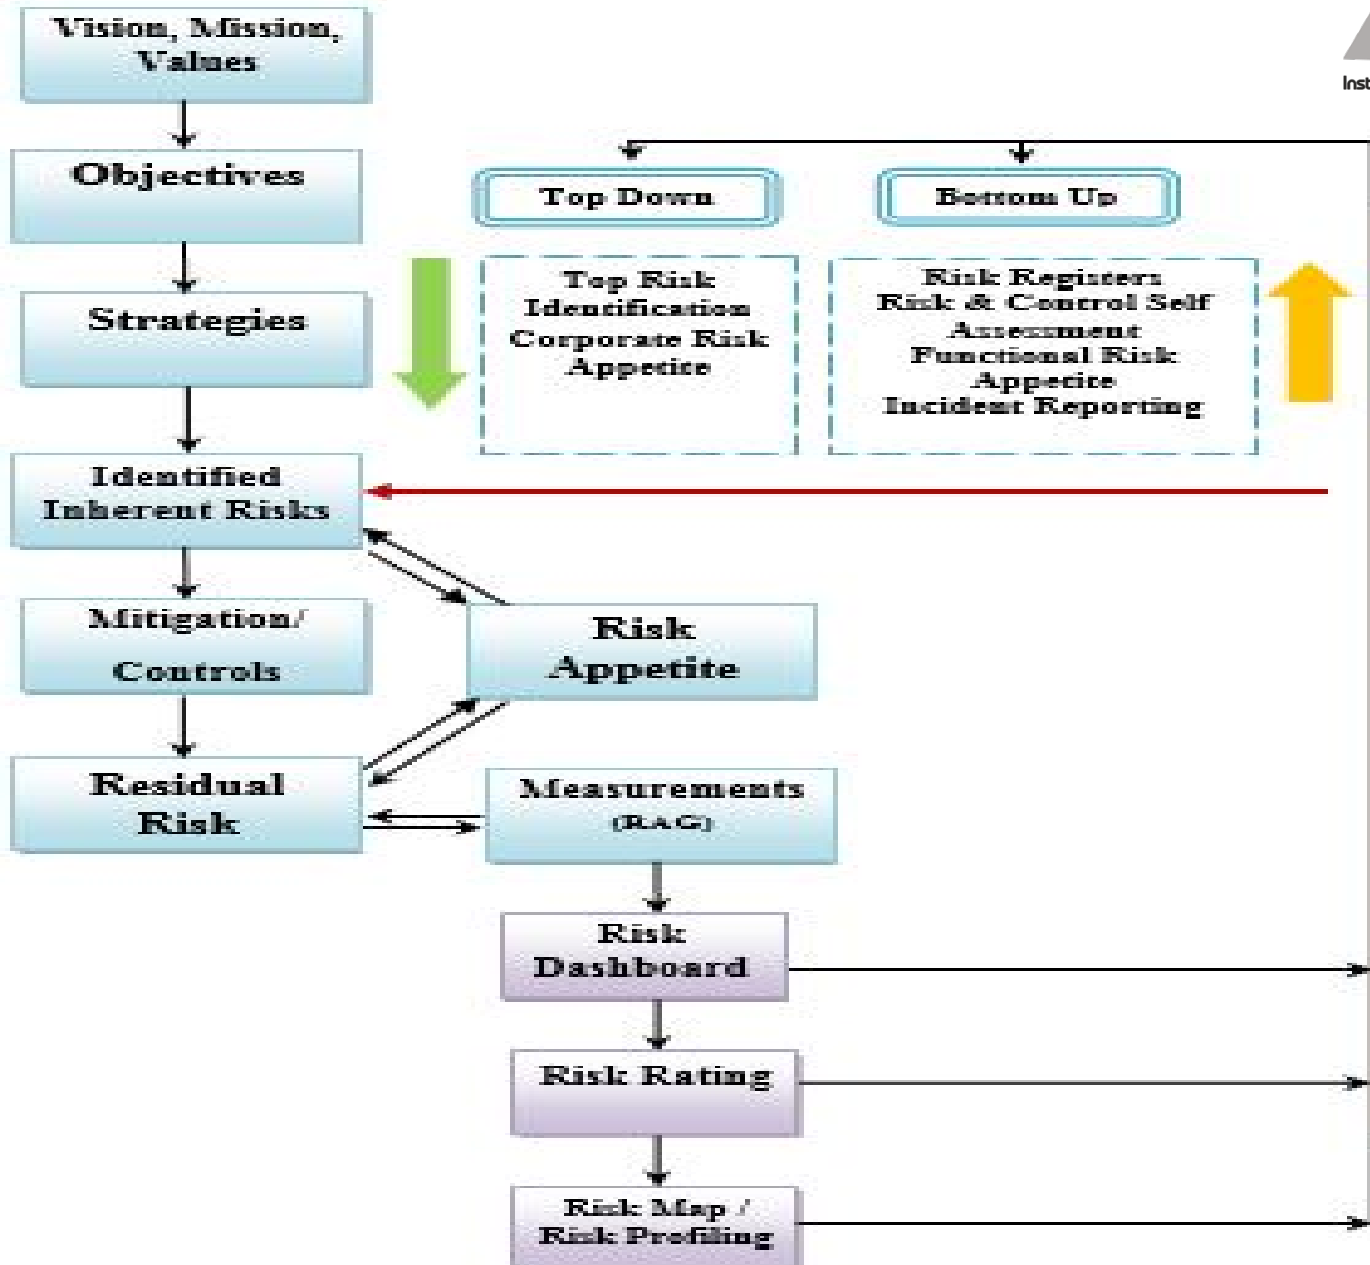 Vision, Mission,
Values
Inst
Objectives
Top Down
Bottom Up
Strategies
Top Risk
Identification
Corporate Risk
Appetite
Risk Registers
Risk & Control Self
Assessment
Functional Risk
Appetite
Incident Reporting
Identified
Inherent Risks
Mitigation/
Controls
Risk
Appetite
Residual
Risk
Measurements
(RAG)
Risk
Dashboard
Risk Rating
Risk Map /
Risk Profiling